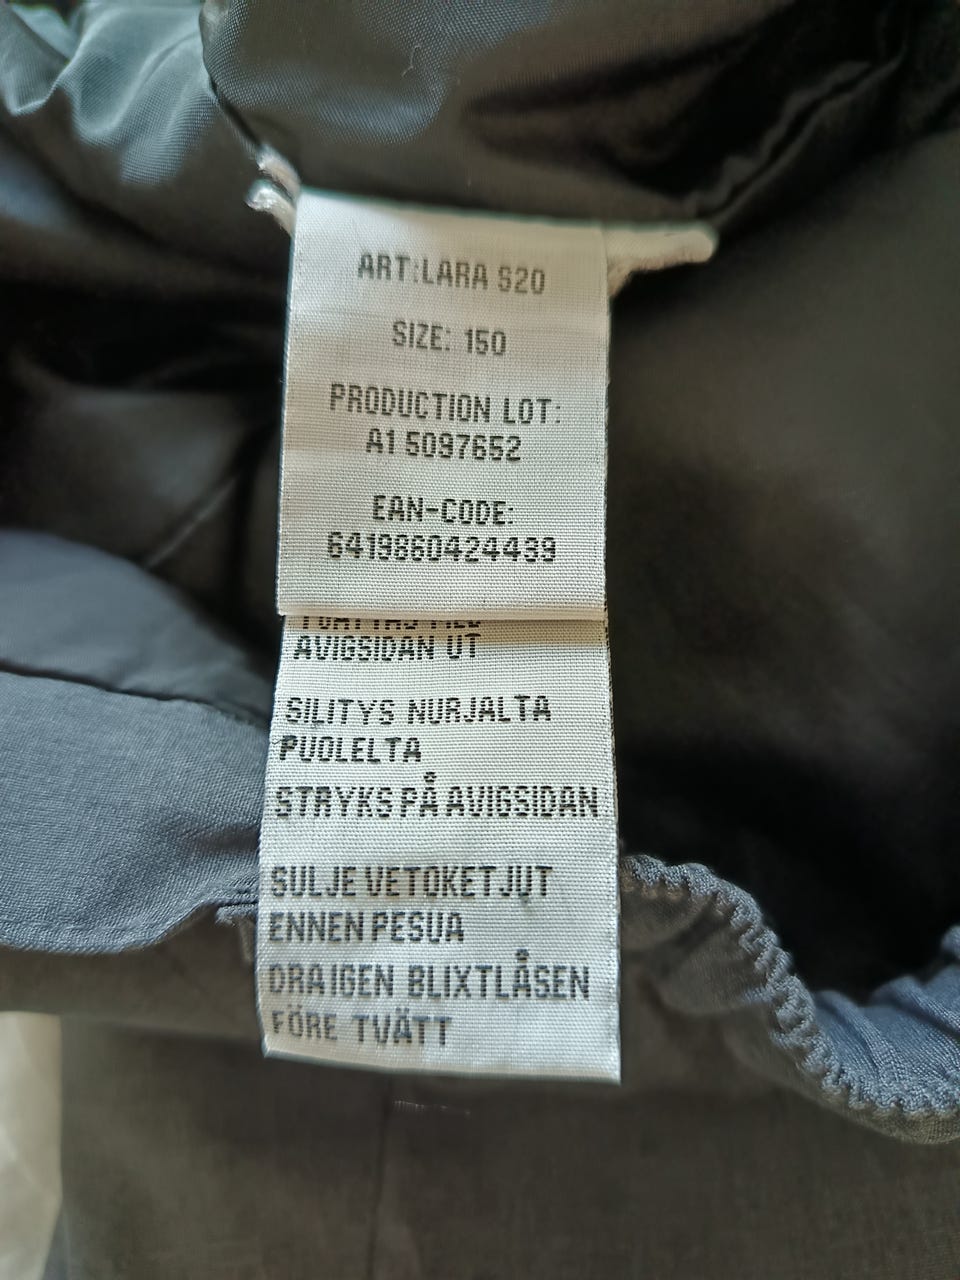 ART:LARA S20
SIZE: 150
PRODUCTION LOT:
A1 5097652
EAN-CODE:
6419860424439
AVIGSIDAN UT
SILITYS NURJALTA
PUOLELTA
STRYKS PÅ AVIGSIDAN
SULJE VETOKETJUT
ENNEN PESUA
DRA IGEN BLIXTLÅSEN
FÖRE TVÄTT